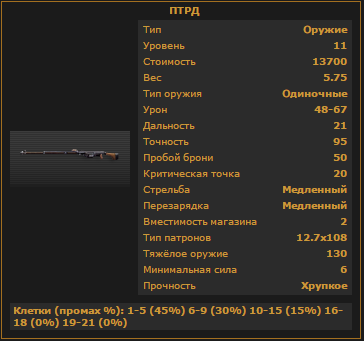 ПТРД
Тип Оружие
Уровень 11
Стоимость 13700
Вес 5.75
Тип оружия Одиночные
Урон 48-67
Дальность 21
Точность 95
Пробой брони 50
Критическая точка 20
Стрельба Медленный
Перезарядка Медленный
Вместимость магазина 2
Тип патронов 12.7x108
Тяжёлое оружие 130
Минимальная сила 6
Прочность Хрупкое
Клетки (промах %): 1-5 (45%) 6-9 (30%) 10-15 (15%) 16-
18 (0%) 19-21 (0%)